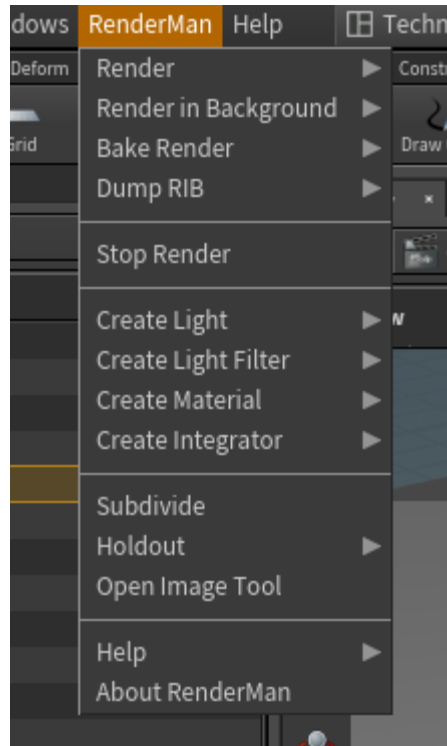 dows RenderMan Help Techn
Deform Render Const
Render in Background
Grid Bake Render Draw
Dump RIB
Stop Render
Create Light
Create Light Filter
Create Material
Create Integrator
Subdivide
Holdout
Open Image Tool
Help
About RenderMan